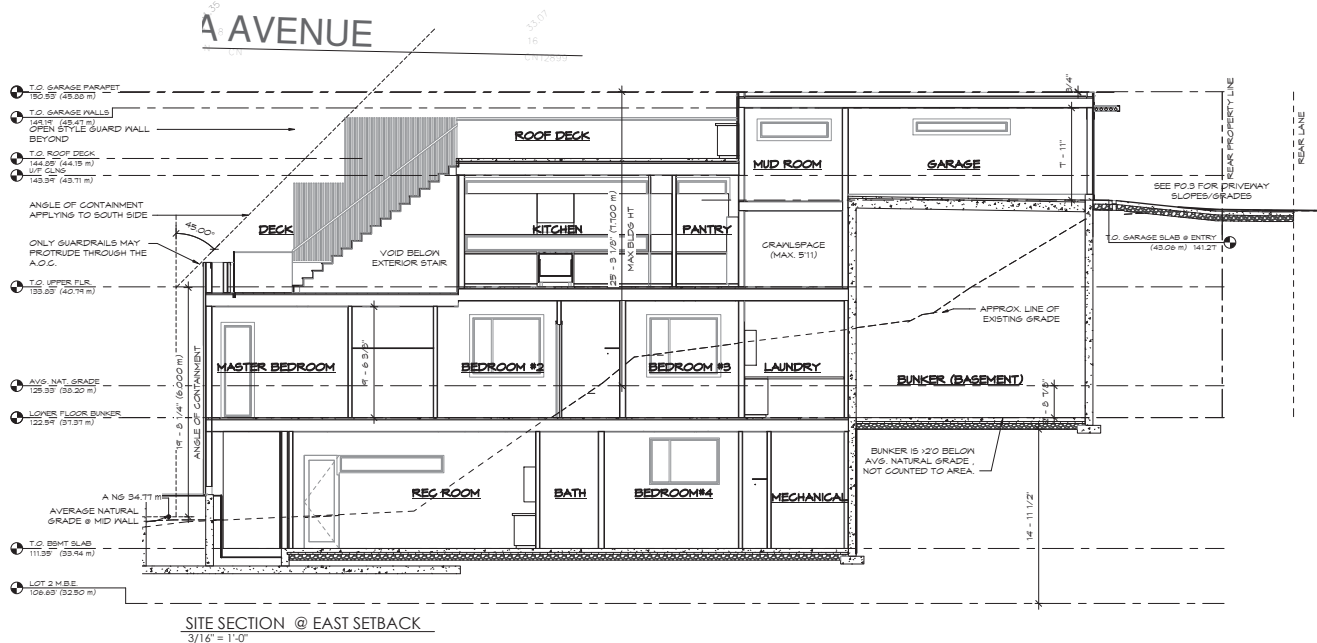 A AVENUE
33.07
16
CN12899
T.O. GARAGE PARAPET
150.53' (45.88 m)
T.O. GARAGE WALLS
149.19' (45.47 m)
OPEN STYLE GUARD WALL
BEYOND
T.O. ROOF DECK
144.85' (44.15 m)
U/F CLNG
143.39' (43.71 m)
ANGLE OF CONTAINMENT
APPLYING TO SOUTH SIDE
45.00°
ONLY GUARDRAILS MAY
PROTRUDE THROUGH THE
A.O.C.
T.O. UPPER FLR.
133.83' (40.79 m)
AVG. NAT. GRADE
125.33' (38.20 m)
LOWER FLOOR BUNKER
122.59' (37.37 m)
19' - 8 1/4" (6.000 m)
ANGLE OF CONTAINMENT
A NG 34.77 m
AVERAGE NATURAL
GRADE @ MID WALL
T.O. BSMT SLAB
111.35' (33.94 m)
LOT 2 M.B.E.
106.63' (32.50 m)
ROOF DECK
MUD ROOM
GARAGE
7' - 11"
3/4"
REAR PROPERTY LINE
REAR LANE
SEE P0.3 FOR DRIVEWAY
SLOPES/GRADES
T.O. GARAGE SLAB @ ENTRY
(43.06 m) 141.27'
DECK
VOID BELOW
EXTERIOR STAIR
KITCHEN
25' - 3 1/8" (7.700 m)
MAX BLDG HT
PANTRY
CRAWLSPACE
(MAX. 5'11)
APPROX. LINE OF
EXISTING GRADE
MASTER BEDROOM
9' - 6 3/8"
BEDROOM #2
BEDROOM #3
LAUNDRY
BUNKER (BASEMENT)
BUNKER IS >2'0 BELOW
AVG. NATURAL GRADE ,
NOT COUNTED TO AREA.
REC ROOM
BATH
BEDROOM#4
MECHANICAL
14' - 11 1/2"
SITE SECTION @ EAST SETBACK
3/16" = 1'-0"